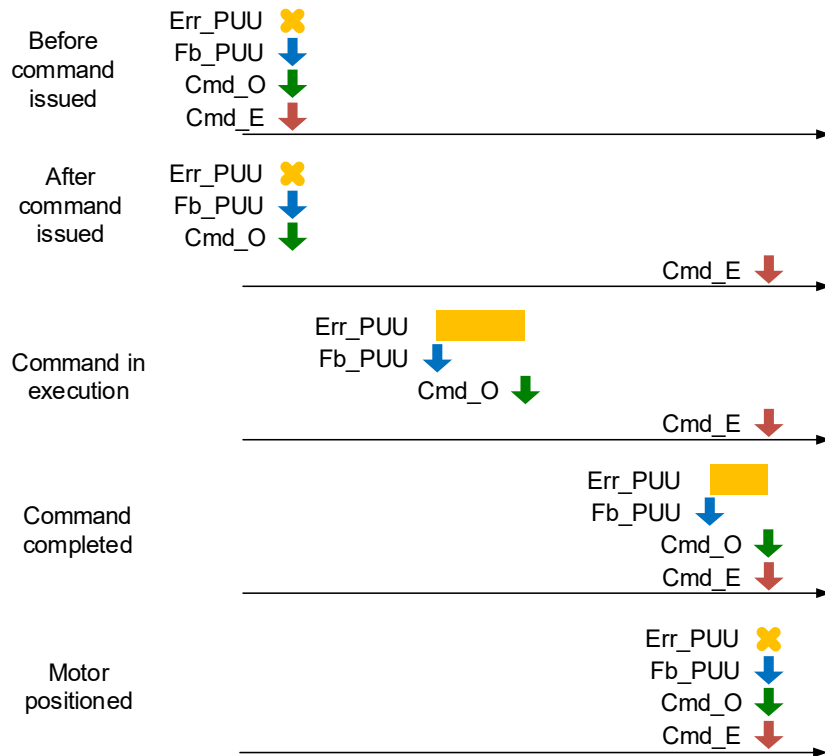 Before
command
issued
Err_PUU
Fb_PUU
Cmd_O
Cmd_E
After
command
issued
Err_PUU
Fb_PUU
Cmd_O
Cmd_E
Command in
execution
Err_PUU
Fb_PUU
Cmd_O
Cmd_E
Command
completed
Err_PUU
Fb_PUU
Cmd_O
Cmd_E
Motor
positioned
Err_PUU
Fb_PUU
Cmd_O
Cmd_E